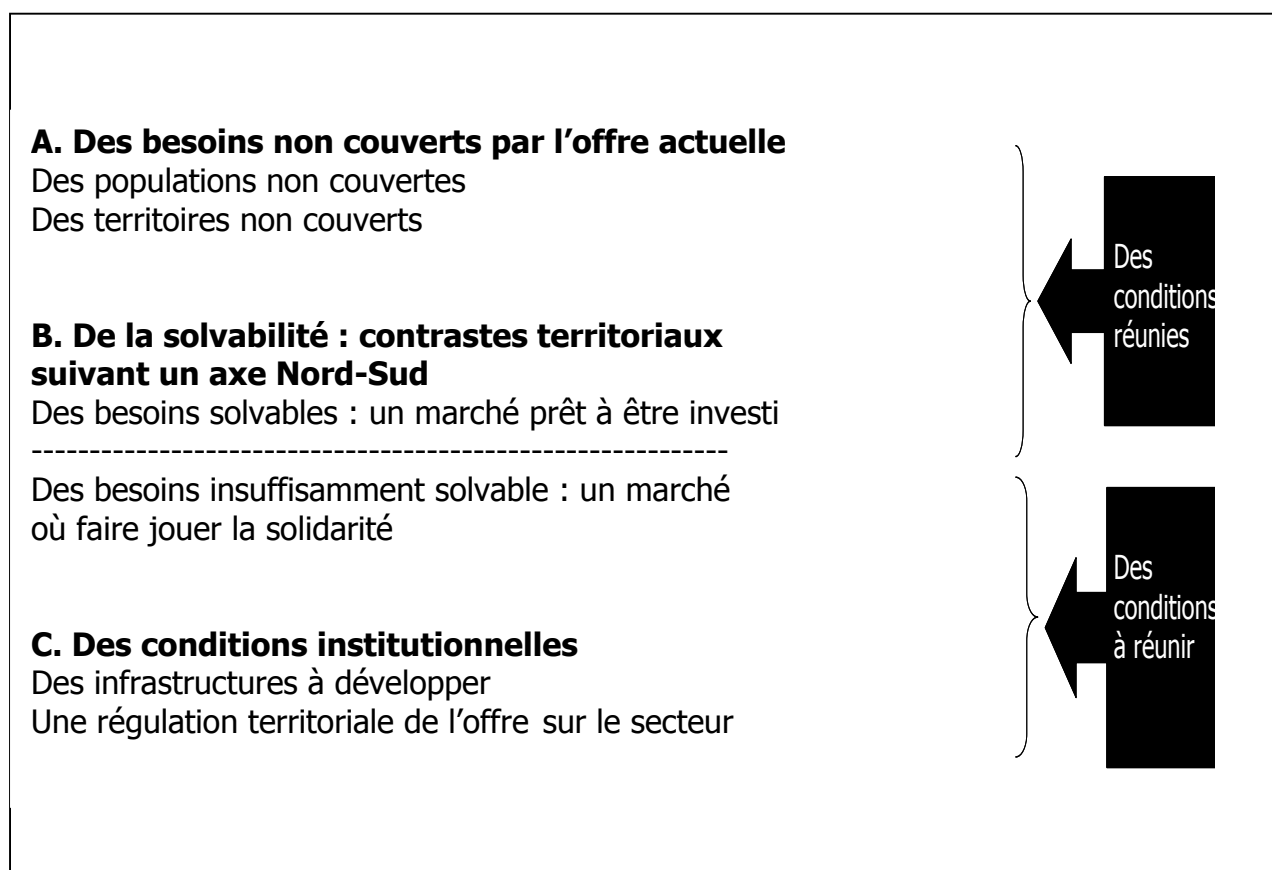 A. Des besoins non couverts par l’offre actuelle
Des populations non couvertes
Des territoires non couverts
B. De la solvabilité : contrastes territoriaux
suivant un axe Nord-Sud
Des besoins solvables : un marché prêt à être investi
------------------------------------------------------------
Des besoins insuffisamment solvable : un marché
où faire jouer la solidarité
C. Des conditions institutionnelles
Des infrastructures à développer
Une régulation territoriale de l’offre sur le secteur
Des
conditions
réunies
Des
conditions
à réunir